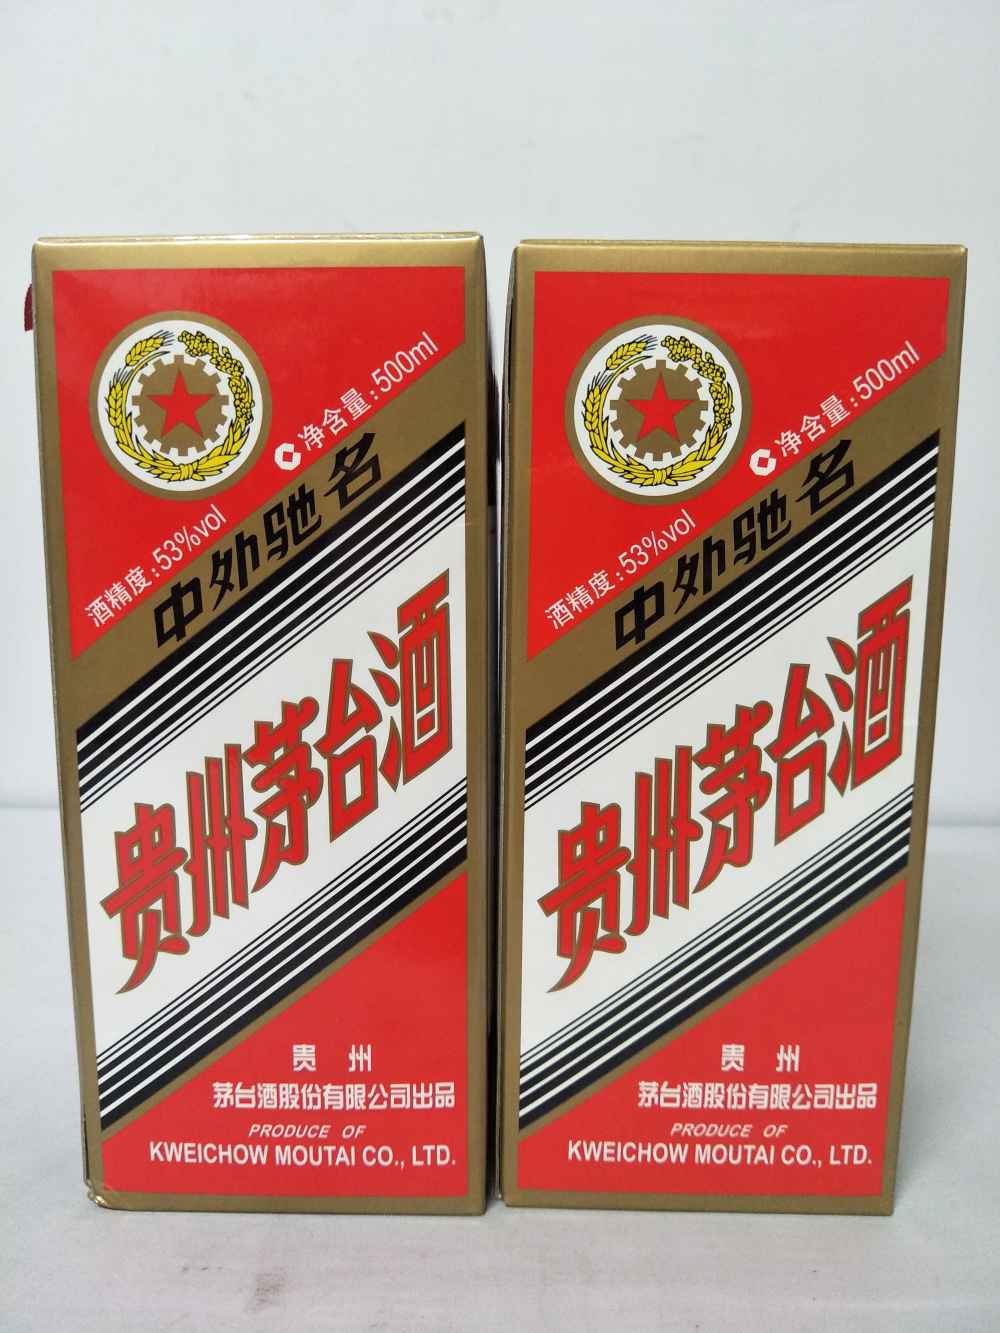 净含量:500ml
酒精度:53%vol
中外驰名
贵州茅台酒
贵州
茅台酒股份有限公司出品
PRODUCE OF
KWEICHOW MOUTAI CO., LTD.
净含量:500ml
酒精度:53%vol
中外驰名
贵州茅台酒
贵州
茅台酒股份有限公司出品
PRODUCE OF
KWEICHOW MOUTAI CO., LTD.